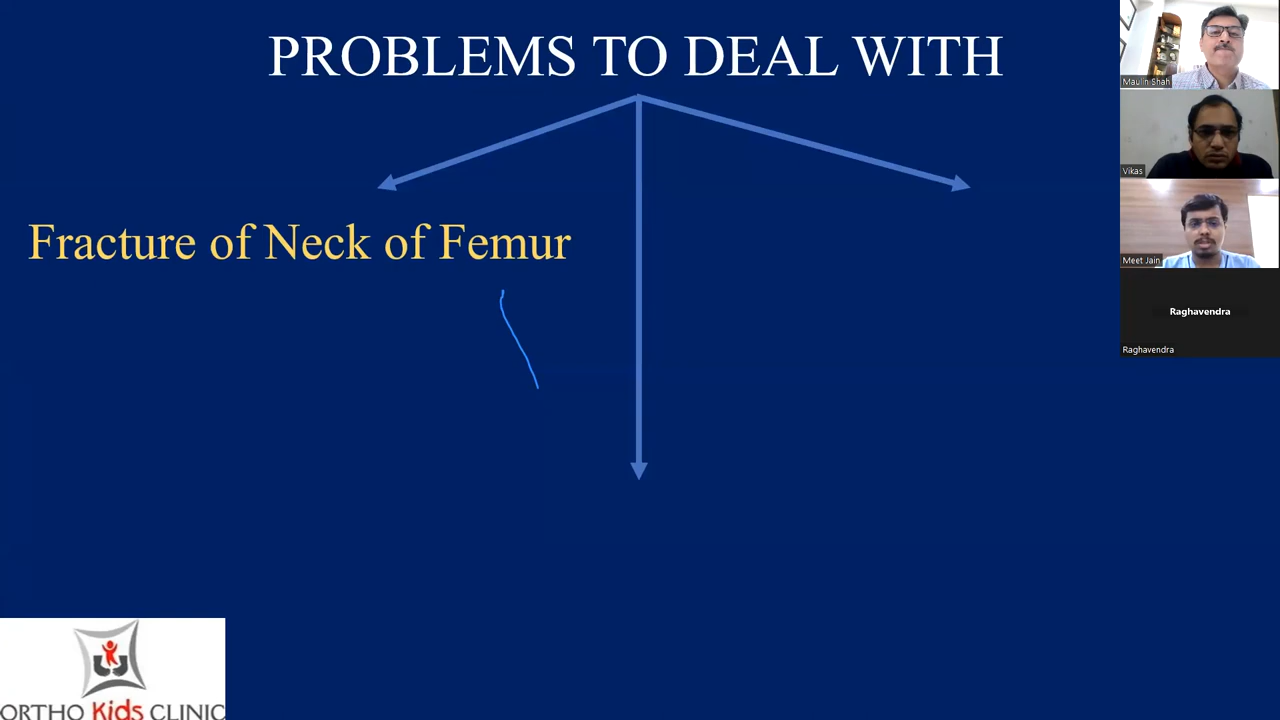 PROBLEMS TO DEAL WITH
Fracture of Neck of Femur
Maulin Shah
Vikas
Meet Jain
Raghavendra
Raghavendra
ORTHO Kids CLINIC